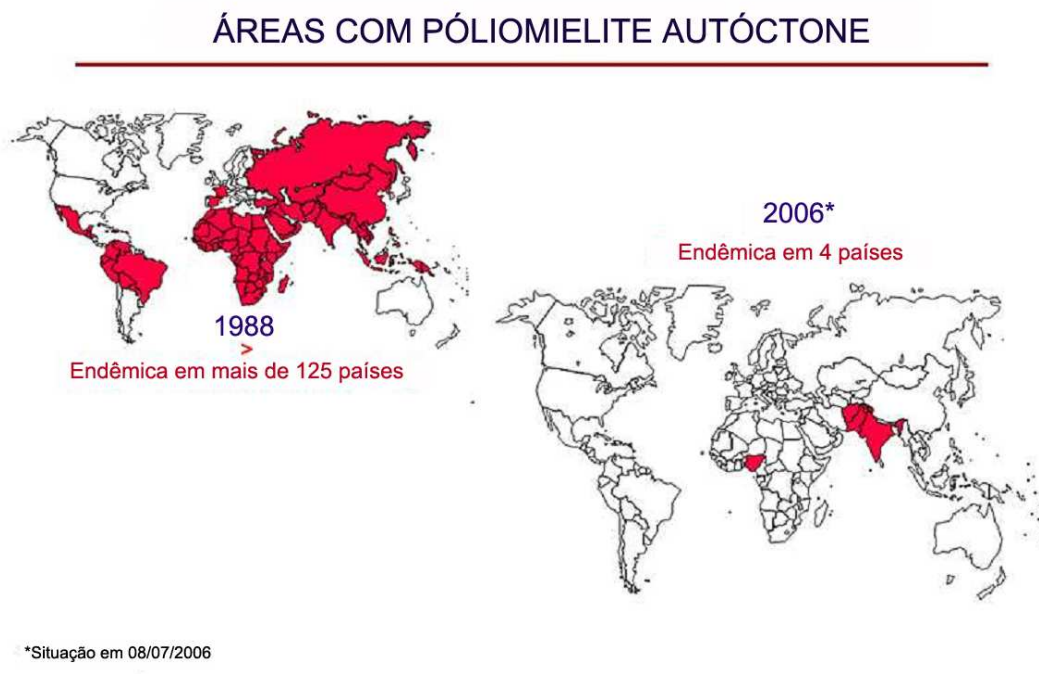 ÁREAS COM PÓLIOMIELITE AUTÓCTONE
1988
>
Endêmica em mais de 125 países
2006*
Endêmica em 4 países
*Situação em 08/07/2006